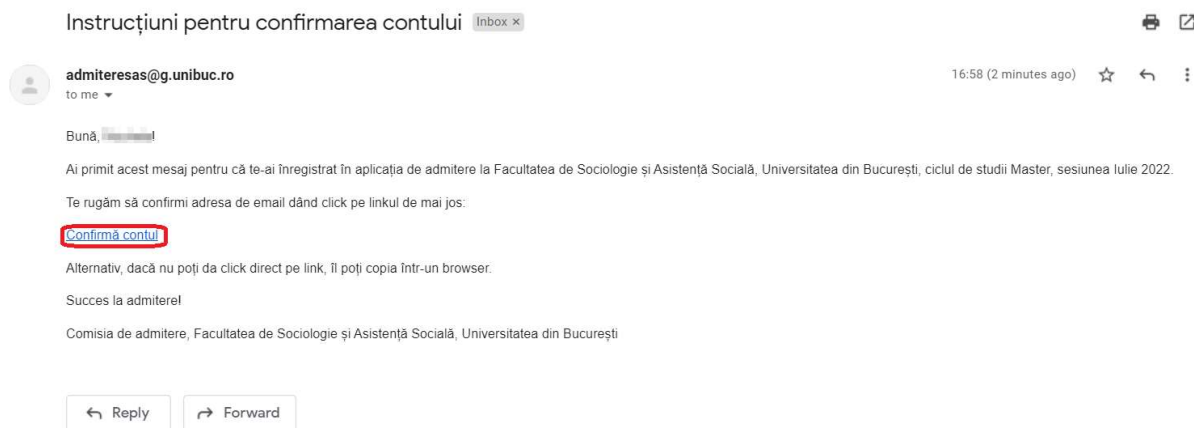 Instrucțiuni pentru confirmarea contului Inbox ×
admiteresas@g.unibuc.ro 16:58 (2 minutes ago)
to me
Bună, !
Ai primit acest mesaj pentru că te-ai înregistrat în aplicația de admitere la Facultatea de Sociologie și Asistență Socială, Universitatea din București, ciclul de studii Master, sesiunea Iulie 2022.
Te rugăm să confirmi adresa de email dând click pe linkul de mai jos:
Confirmă contul
Alternativ, dacă nu poți da click direct pe link, îl poți copia într-un browser.
Succes la admitere!
Comisia de admitere, Facultatea de Sociologie și Asistență Socială, Universitatea din București
Reply Forward